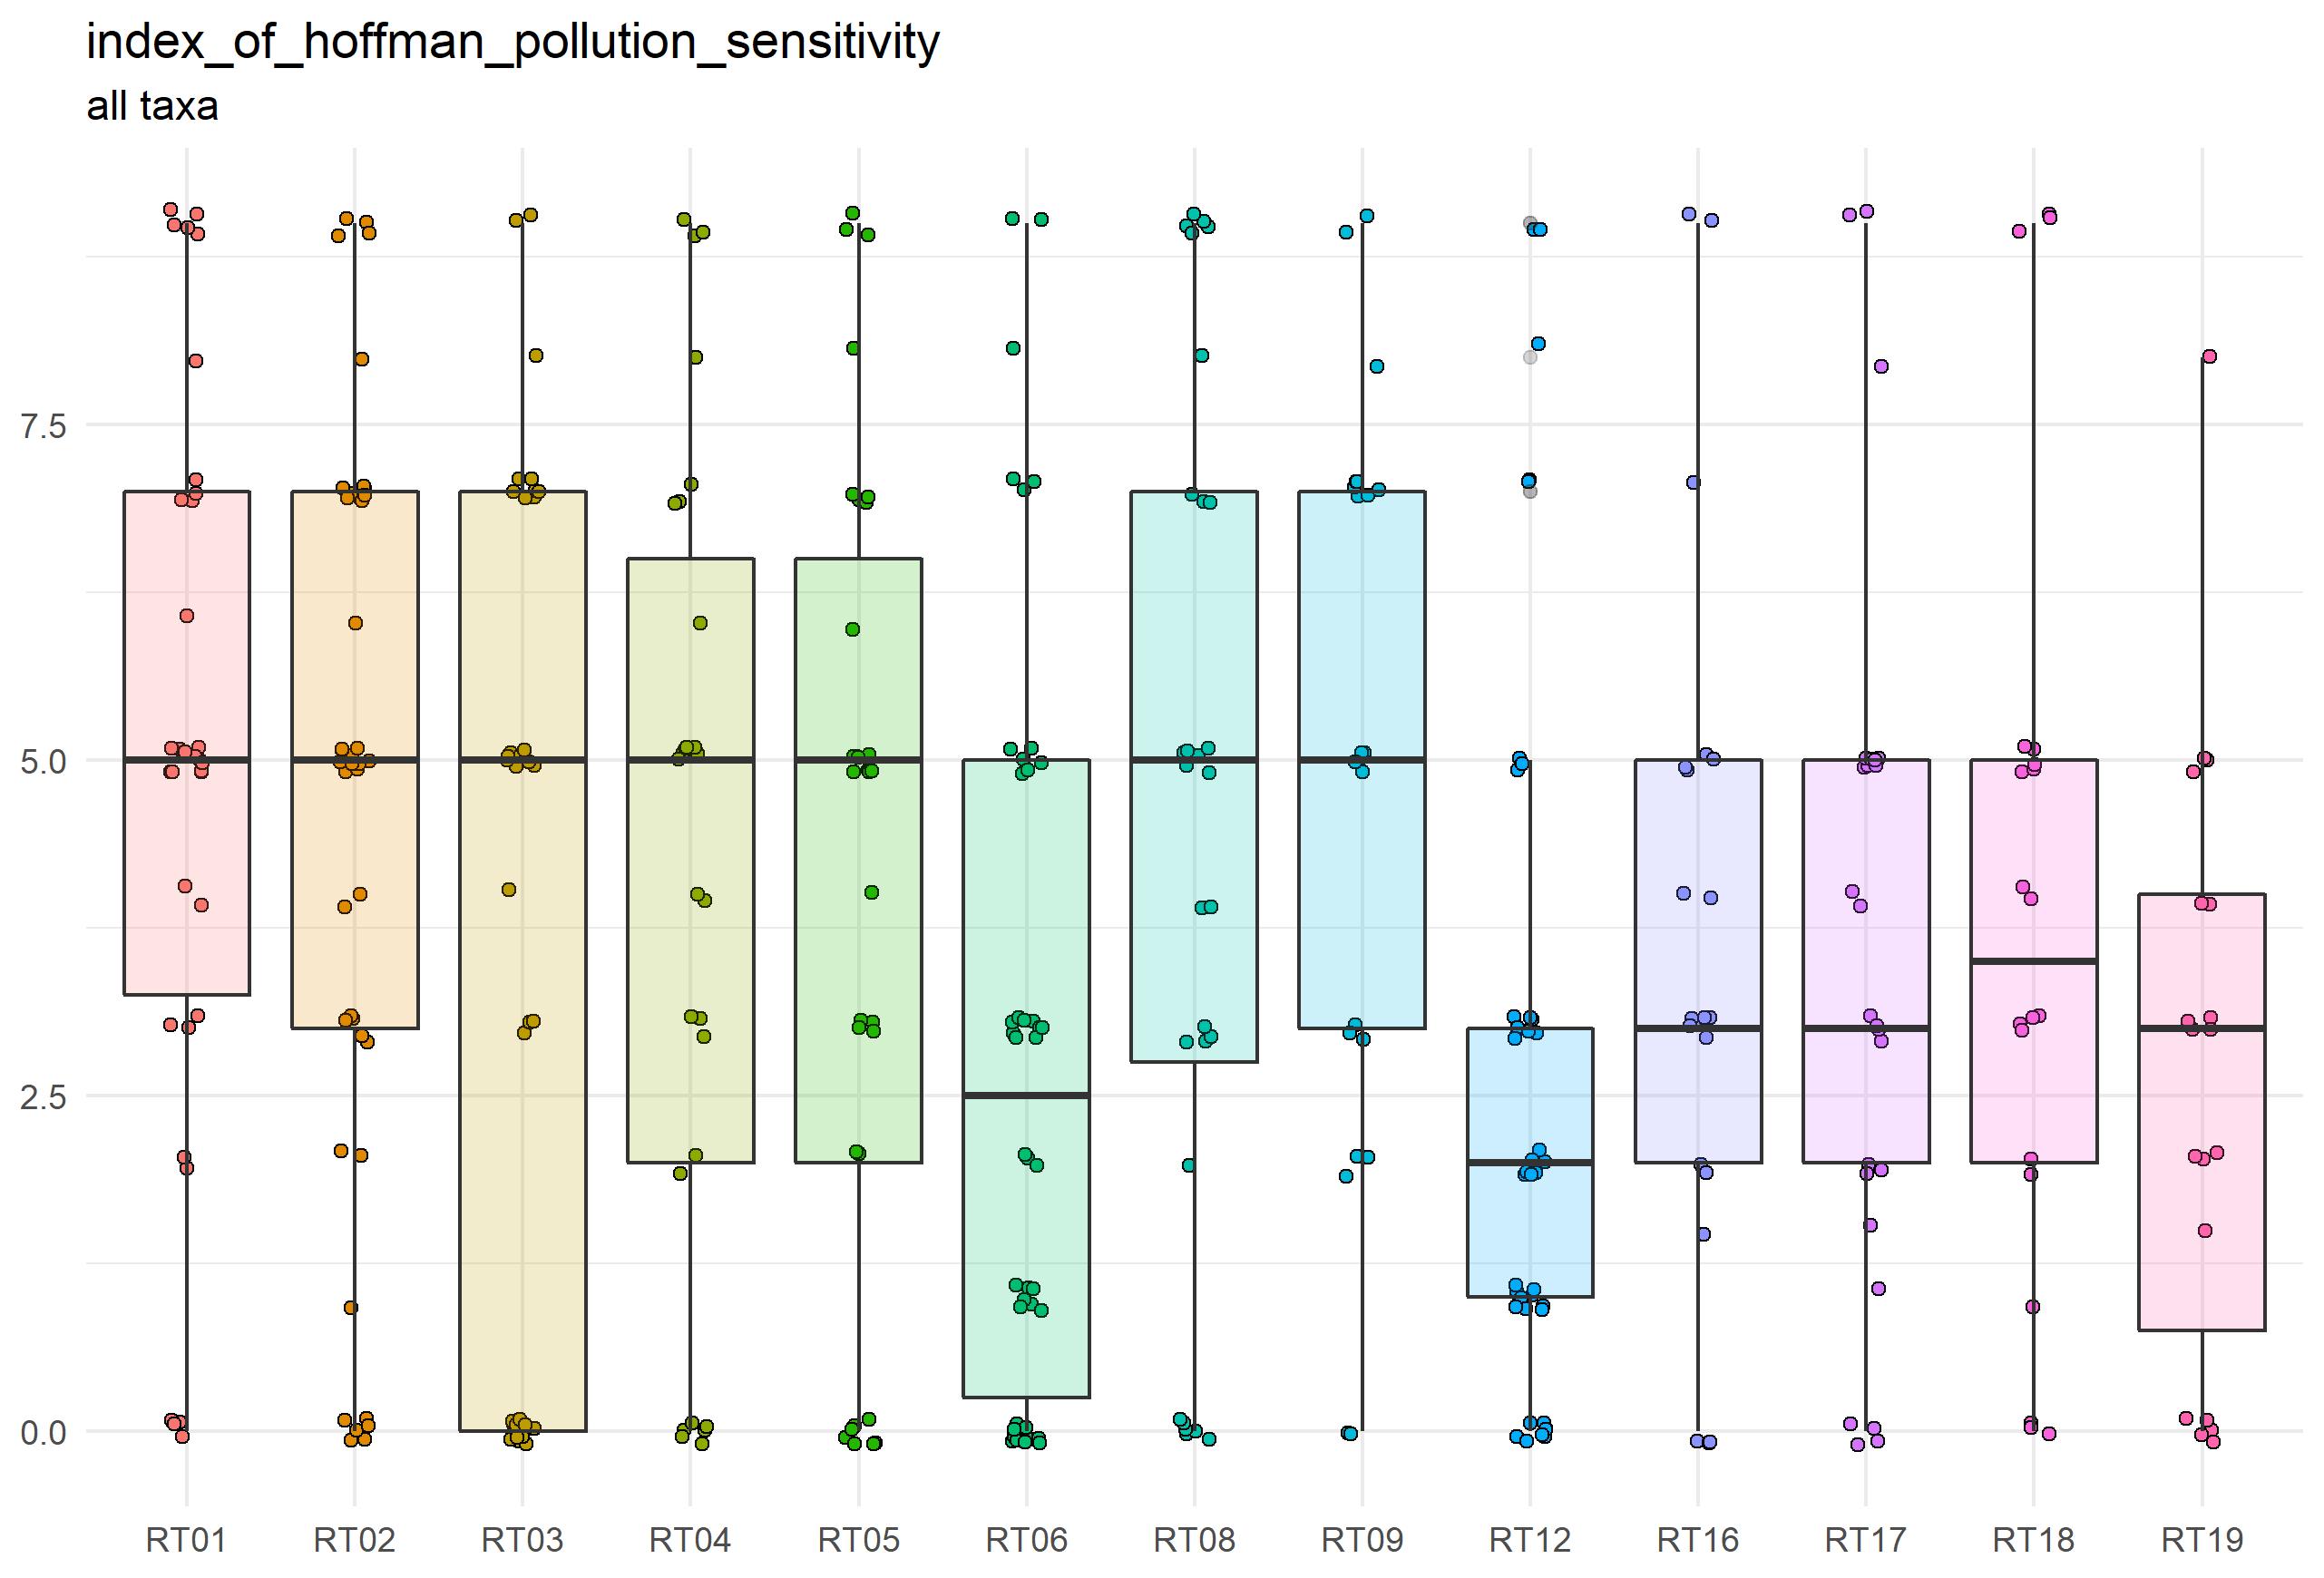 index_of_hoffman_pollution_sensitivity
all taxa
7.5
5.0
2.5
0.0
RT01 RT02 RT03 RT04 RT05 RT06 RT08 RT09 RT12 RT16 RT17 RT18 RT19